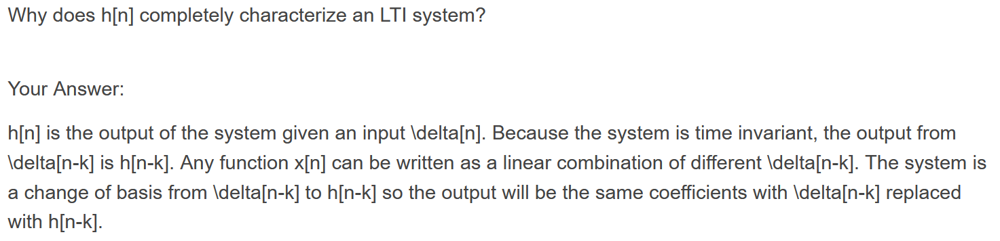 Why does h[n] completely characterize an LTI system?
Your Answer:
h[n] is the output of the system given an input \delta[n]. Because the system is time invariant, the output from
\delta[n-k] is h[n-k]. Any function x[n] can be written as a linear combination of different \delta[n-k]. The system is
a change of basis from \delta[n-k] to h[n-k] so the output will be the same coefficients with \delta[n-k] replaced
with h[n-k].